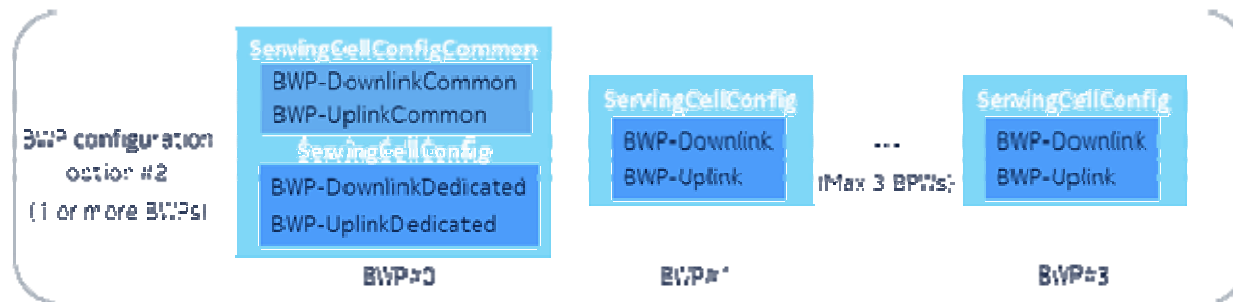 BWP configuration
option #2
(1 or more BWPs)
ServingCellConfigCommon
BWP-DownlinkCommon
BWP-UplinkCommon
ServingCellConfig
BWP-DownlinkDedicated
BWP-UplinkDedicated
BWP#0
ServingCellConfig
BWP-Downlink
BWP-Uplink
BWP#1
...
(Max 3 BPWs)
ServingCellConfig
BWP-Downlink
BWP-Uplink
BWP#3